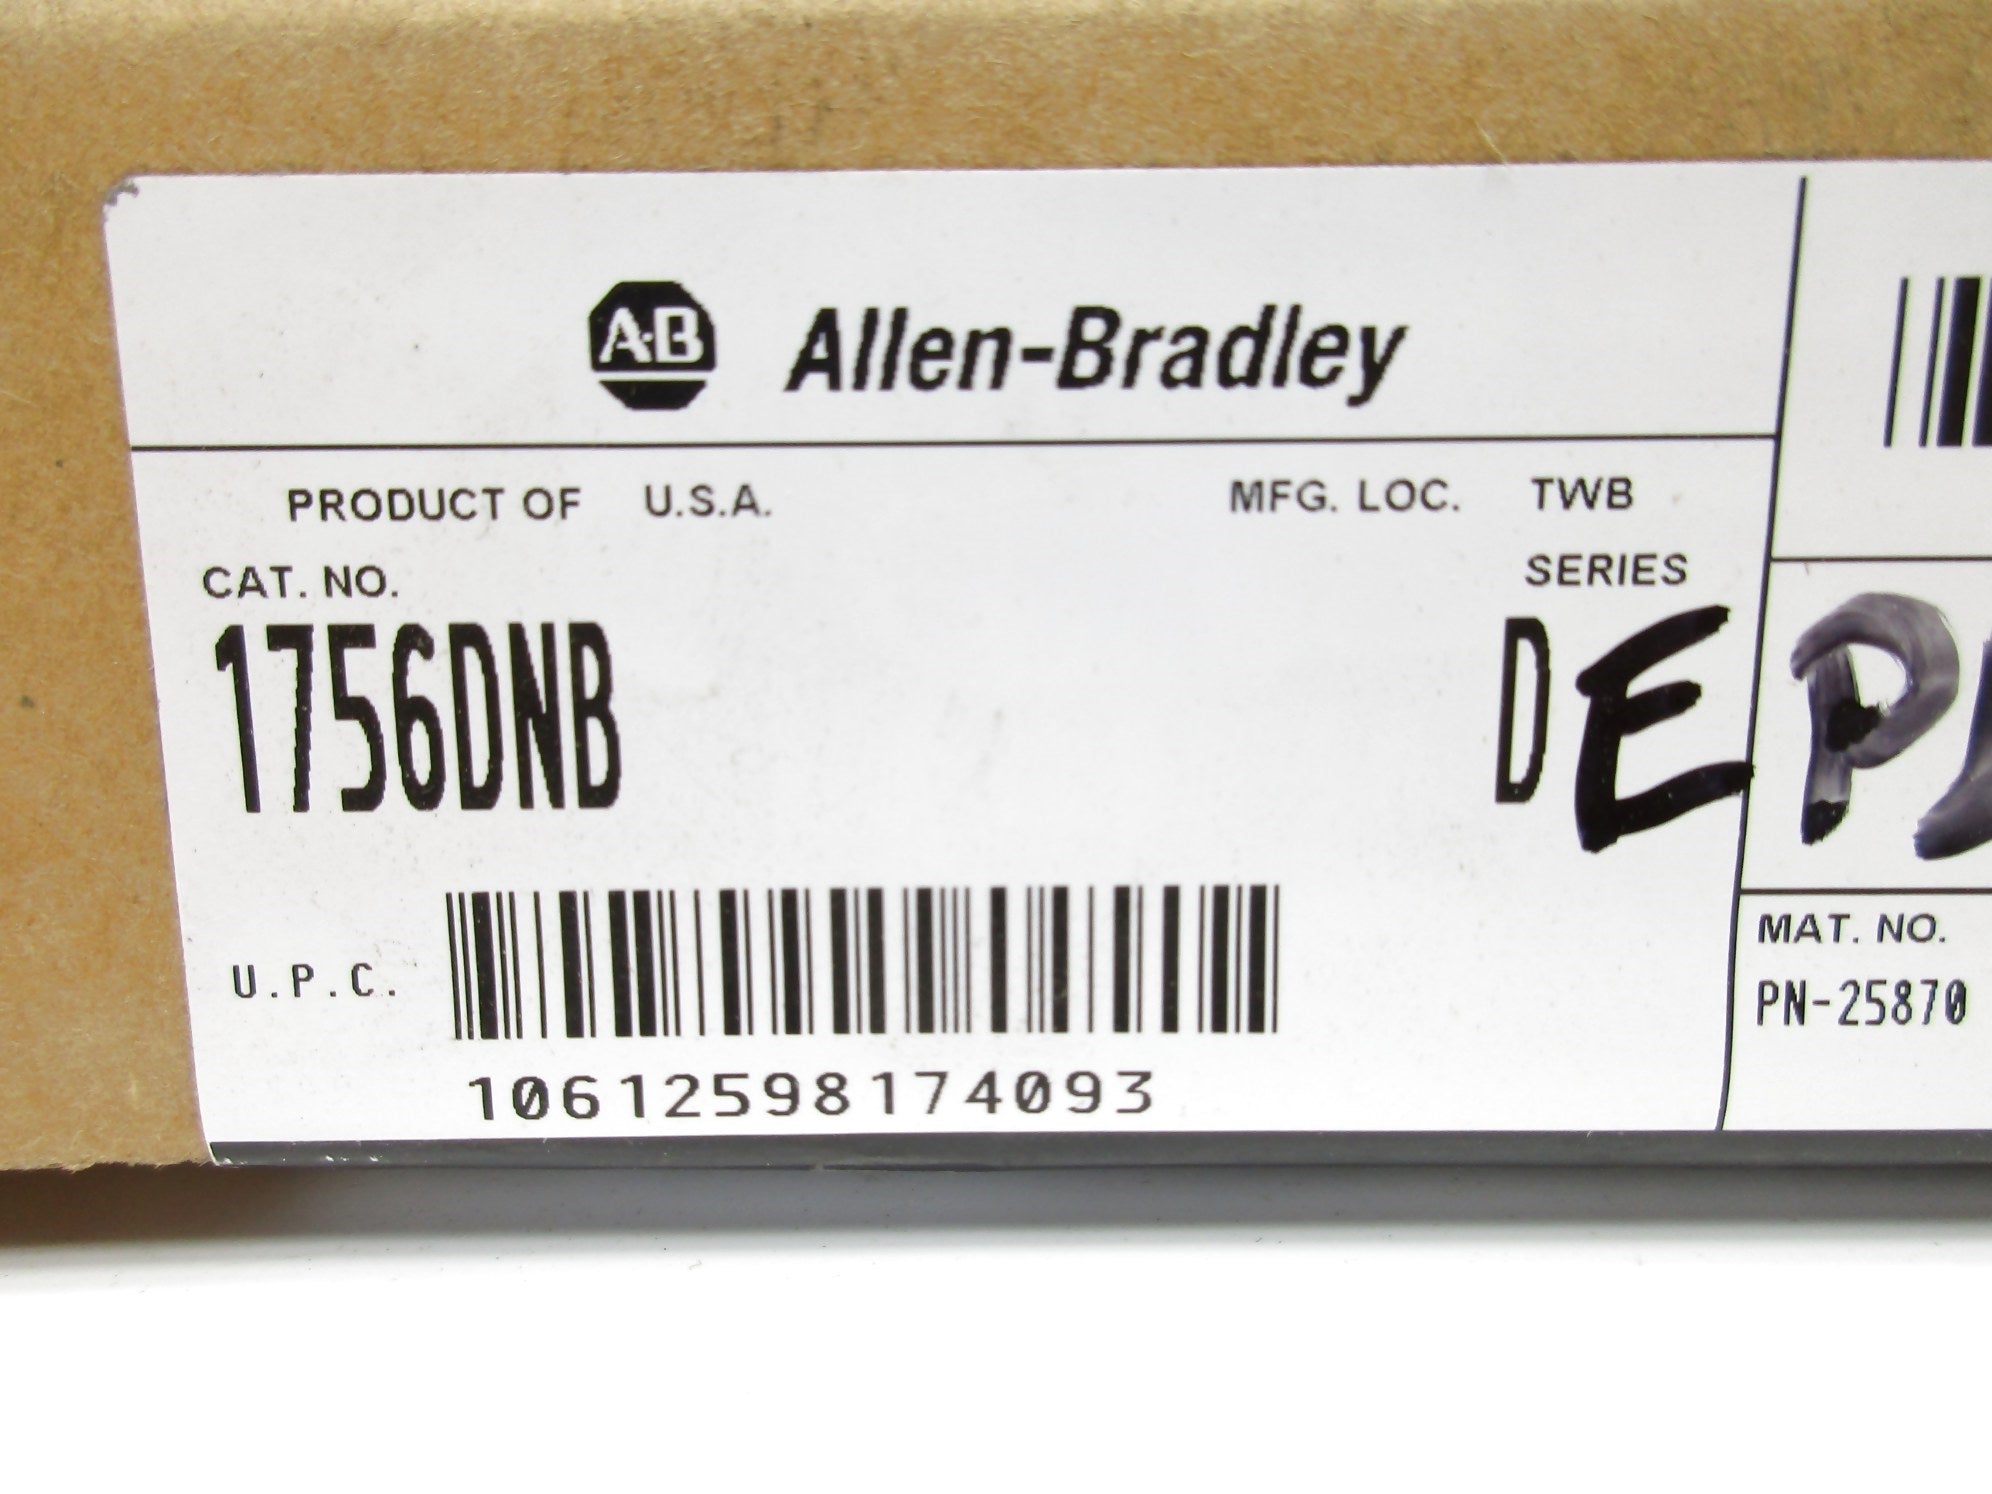 A·B Allen-Bradley
PRODUCT OF U.S.A. MFG. LOC. TWB
CAT. NO. SERIES
1756DNB D E P
MAT. NO.
PN-25870
U.P.C.
10612598174093